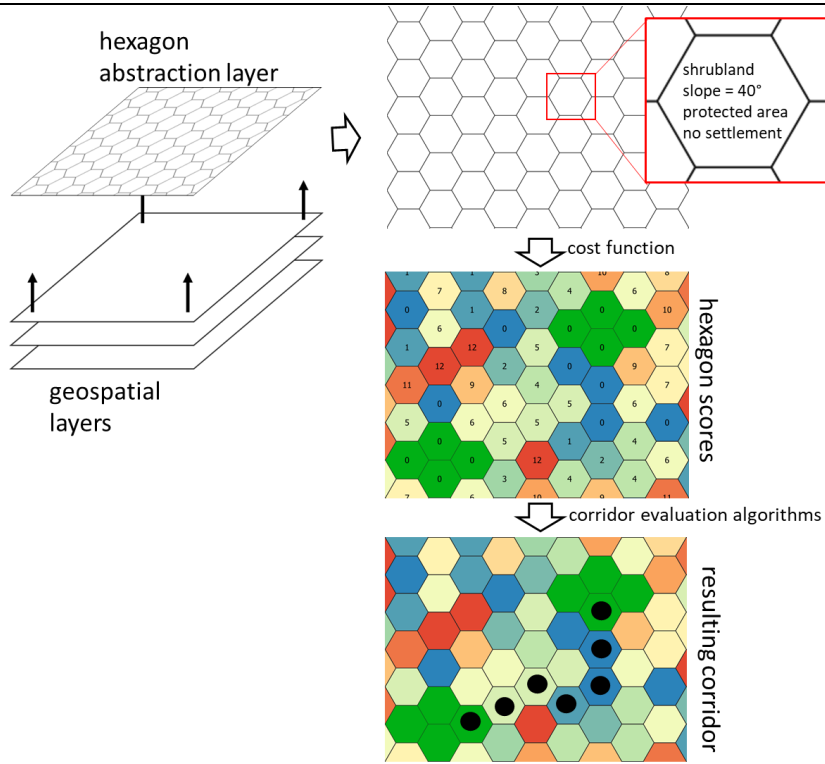 hexagon
abstraction layer
shrubland
slope = 40°
protected area
no settlement
geospatial
layers
cost function
1 1 10
7 8 4 6
0 1 2 0 10
6 0 0 0
1 12 5 0 7
12 2 0 9
11 9 4 0 7
0 6 5 6
5 6 5 0 0
0 5 1 4
0 0 12 2 6
0 3 4 4
7 6 10 9 11
hexagon scores
corridor evaluation algorithms
resulting corridor